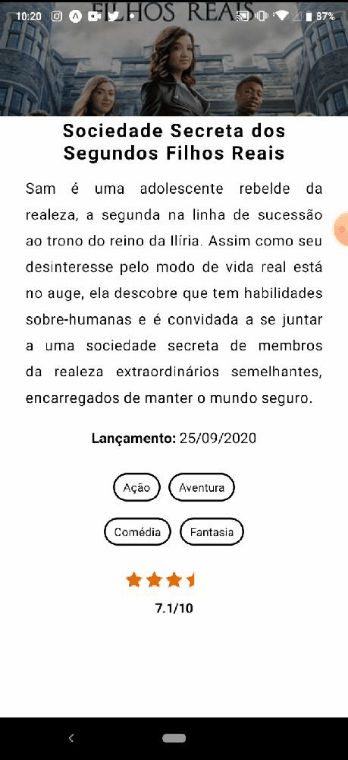 10:20
87%
FILHOS REAIS
Sociedade Secreta dos
Segundos Filhos Reais
Sam é uma adolescente rebelde da
realeza, a segunda na linha de sucessão
ao trono do reino da Ilíria. Assim como seu
desinteresse pelo modo de vida real está
no auge, ela descobre que tem habilidades
sobre-humanas e é convidada a se juntar
a uma sociedade secreta de membros
da realeza extraordinários semelhantes,
encarregados de manter o mundo seguro.
Lançamento: 25/09/2020
Ação Aventura
Comédia Fantasia
7.1/10